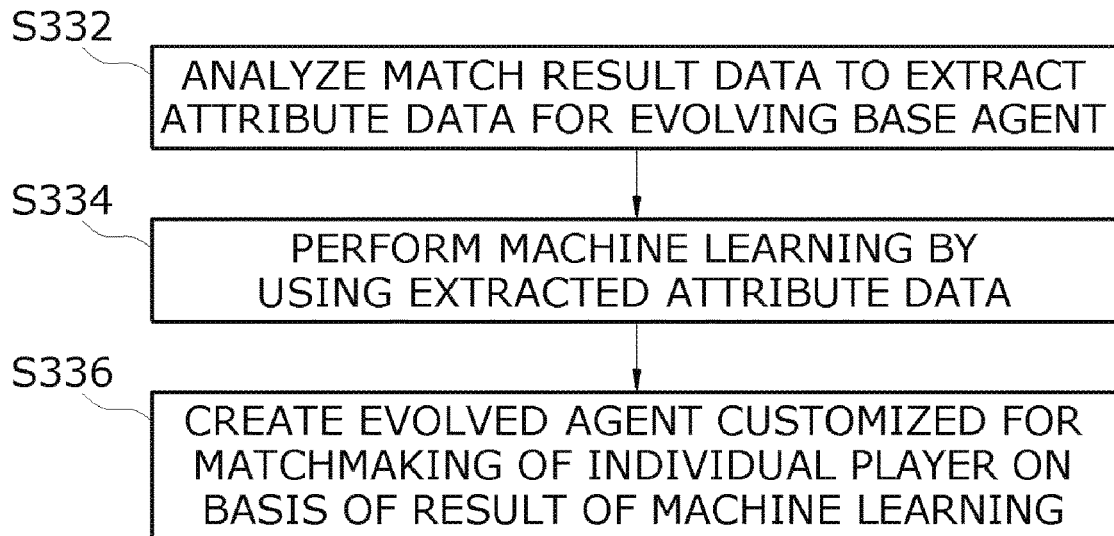 S332
ANALYZE MATCH RESULT DATA TO EXTRACT
ATTRIBUTE DATA FOR EVOLVING BASE AGENT
S334
PERFORM MACHINE LEARNING BY
USING EXTRACTED ATTRIBUTE DATA
S336
CREATE EVOLVED AGENT CUSTOMIZED FOR
MATCHMAKING OF INDIVIDUAL PLAYER ON
BASIS OF RESULT OF MACHINE LEARNING